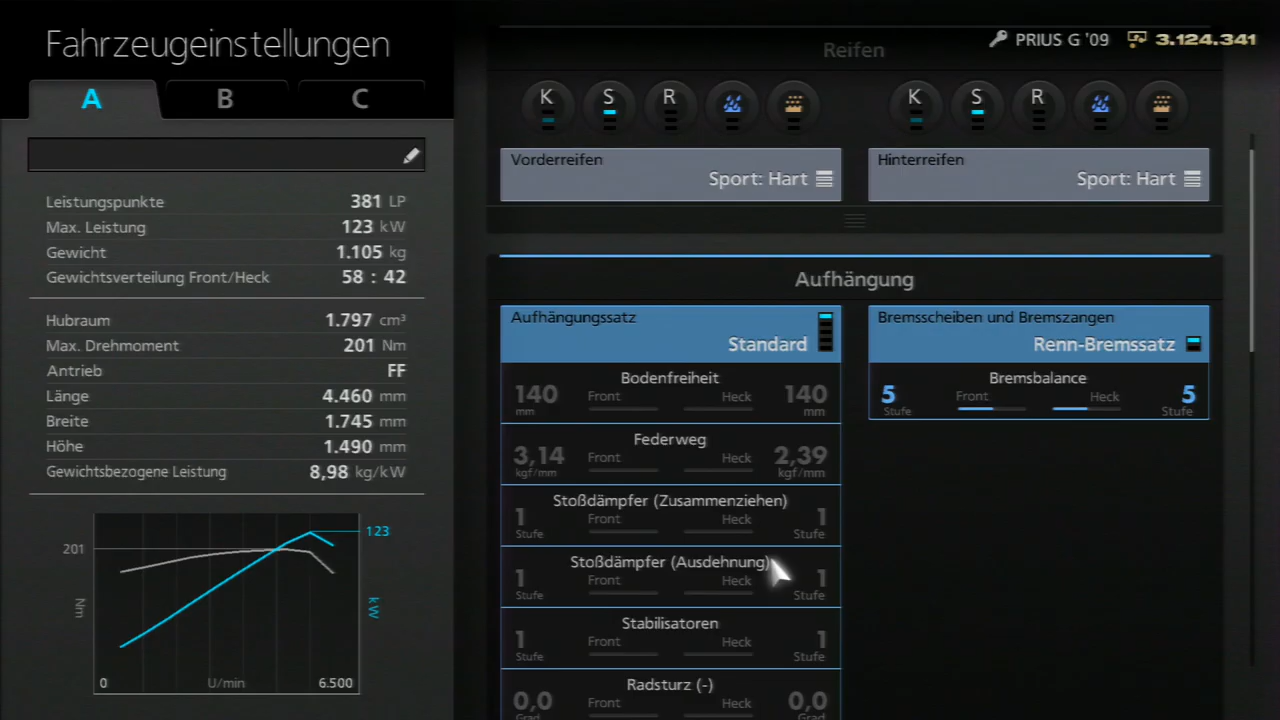 Fahrzeugeinstellungen
PRIUS G '09 3.124.341
A B C
Leistungspunkte 381 LP
Max. Leistung 123 kW
Gewicht 1.105 kg
Gewichtsverteilung Front/Heck 58 : 42
Hubraum 1.797 cm³
Max. Drehmoment 201 Nm
Antrieb FF
Länge 4.460 mm
Breite 1.745 mm
Höhe 1.490 mm
Gewichtsbezogene Leistung 8,98 kg/kW
123
201
Nm
kW
0 U/min 6.500
Reifen
K S R K S R
Vorderreifen
Sport: Hart
Hinterreifen
Sport: Hart
Aufhängung
Aufhängungssatz
Standard
Bodenfreiheit
140 Front Heck 140
mm mm
Federweg
3,14 Front Heck 2,39
kgf/mm kgf/mm
Stoßdämpfer (Zusammenziehen)
1 Front Heck 1
Stufe Stufe
Stoßdämpfer (Ausdehnung)
1 Front Heck 1
Stufe Stufe
Stabilisatoren
1 Front Heck 1
Stufe Stufe
Radsturz (-)
0,0 Front Heck 0,0
Grad Grad
Bremsscheiben und Bremszangen
Renn-Bremssatz
Bremsbalance
5 Front Heck 5
Stufe Stufe